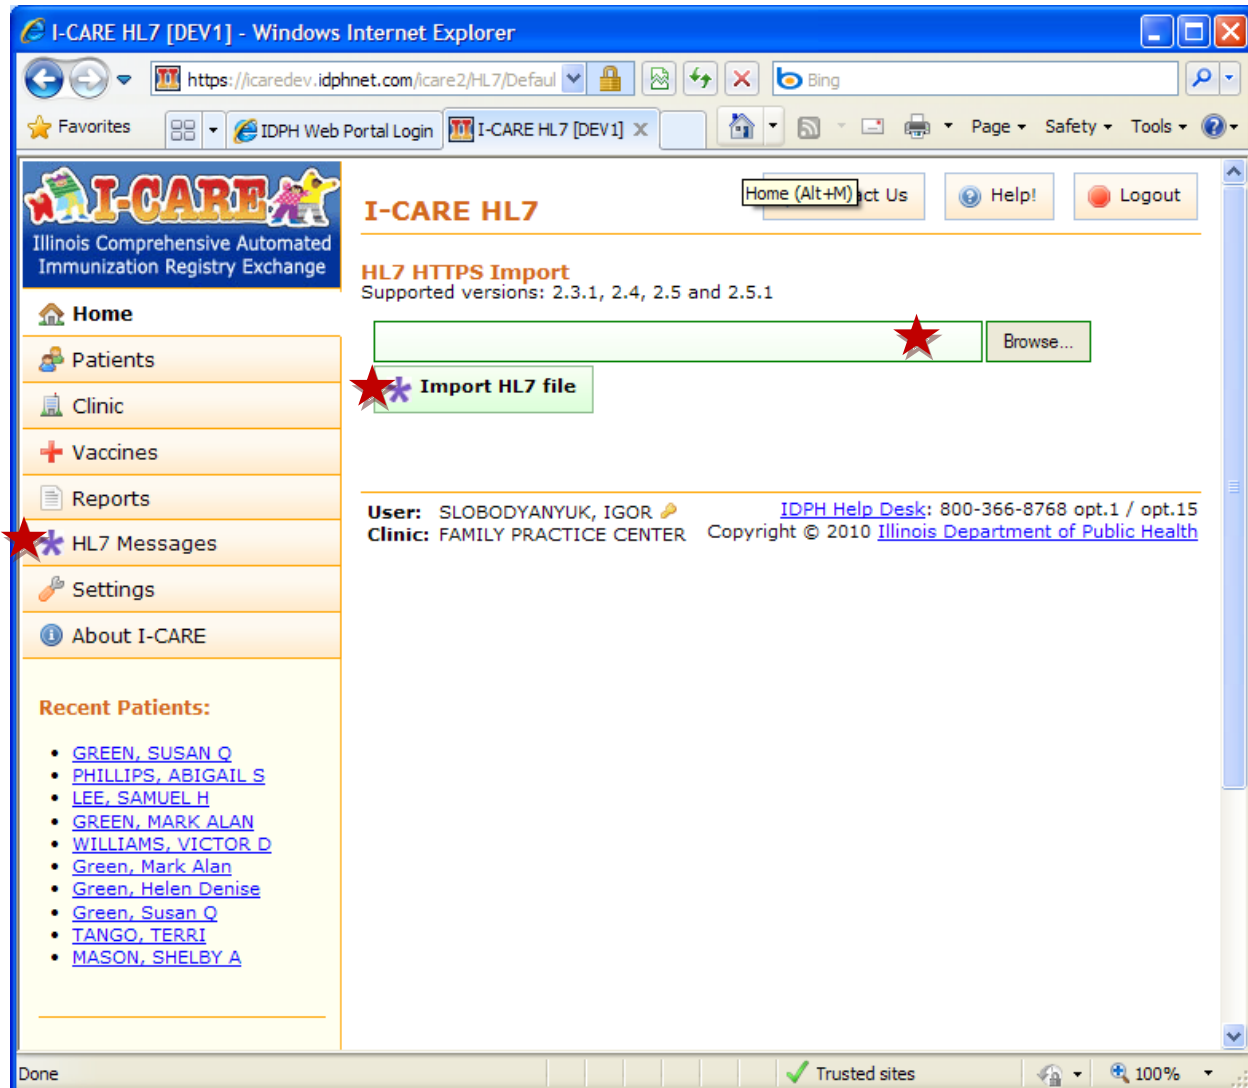 I-CARE HL7 [DEV1] - Windows Internet Explorer
https://icaredev.idphnet.com/icare2/HL7/Defaul
Bing
Favorites
IDPH Web Portal Login
I-CARE HL7 [DEV1]
Page
Safety
Tools
I-CARE
Illinois Comprehensive Automated
Immunization Registry Exchange
Home
Patients
Clinic
Vaccines
Reports
HL7 Messages
Settings
About I-CARE
Recent Patients:
GREEN, SUSAN Q
PHILLIPS, ABIGAIL S
LEE, SAMUEL H
GREEN, MARK ALAN
WILLIAMS, VICTOR D
Green, Mark Alan
Green, Helen Denise
Green, Susan Q
TANGO, TERRI
MASON, SHELBY A
I-CARE HL7
Home (Alt+M)
act Us
Help!
Logout
HL7 HTTPS Import
Supported versions: 2.3.1, 2.4, 2.5 and 2.5.1
Browse...
Import HL7 file
User: SLOBODYANYUK, IGOR
Clinic: FAMILY PRACTICE CENTER
IDPH Help Desk: 800-366-8768 opt.1 / opt.15
Copyright © 2010 Illinois Department of Public Health
Done
Trusted sites
100%